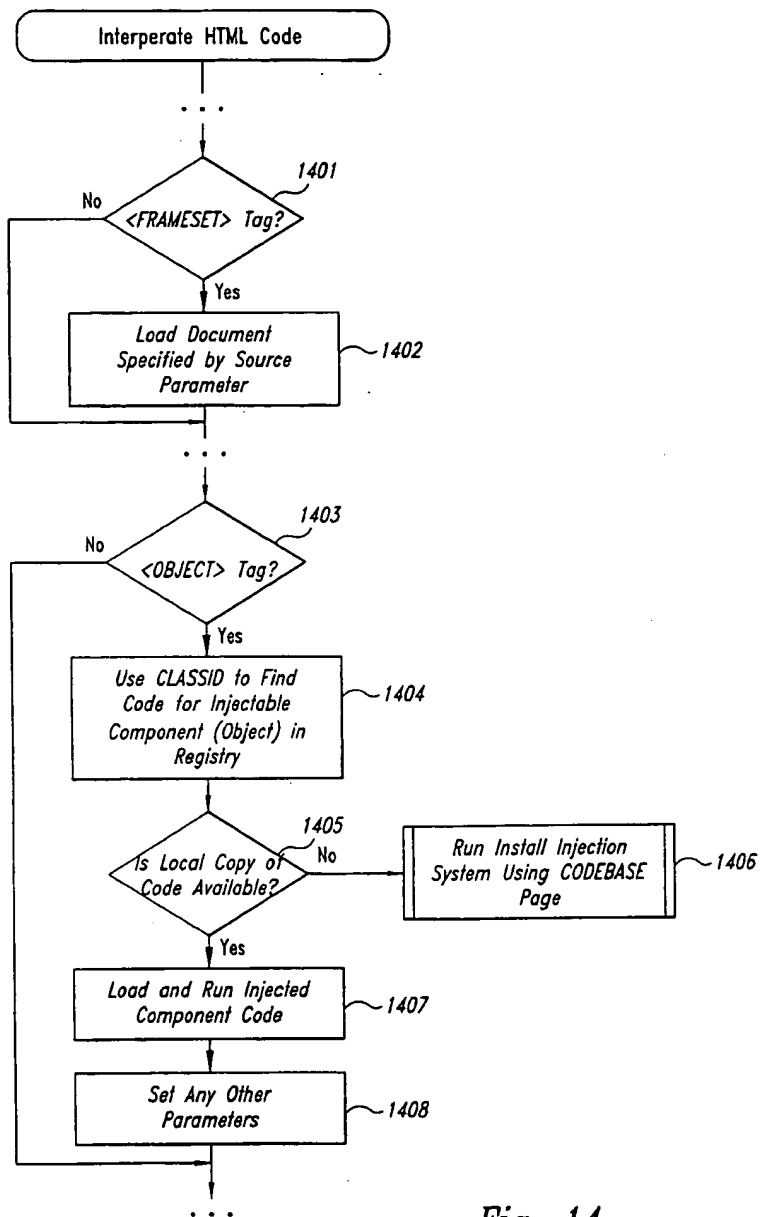 Interperate HTML Code
. . .
1401
No
<FRAMESET> Tag?
Yes
Load Document
Specified by Source
Parameter
1402
. . .
1403
No
<OBJECT> Tag?
Yes
Use CLASSID to Find
Code for Injectable
Component (Object) in
Registry
1404
1405
Is Local Copy of
Code Available?
No
Run Install Injection
System Using CODEBASE
Page
1406
Yes
Load and Run Injected
Component Code
1407
Set Any Other
Parameters
1408
. . .
Fig. 14